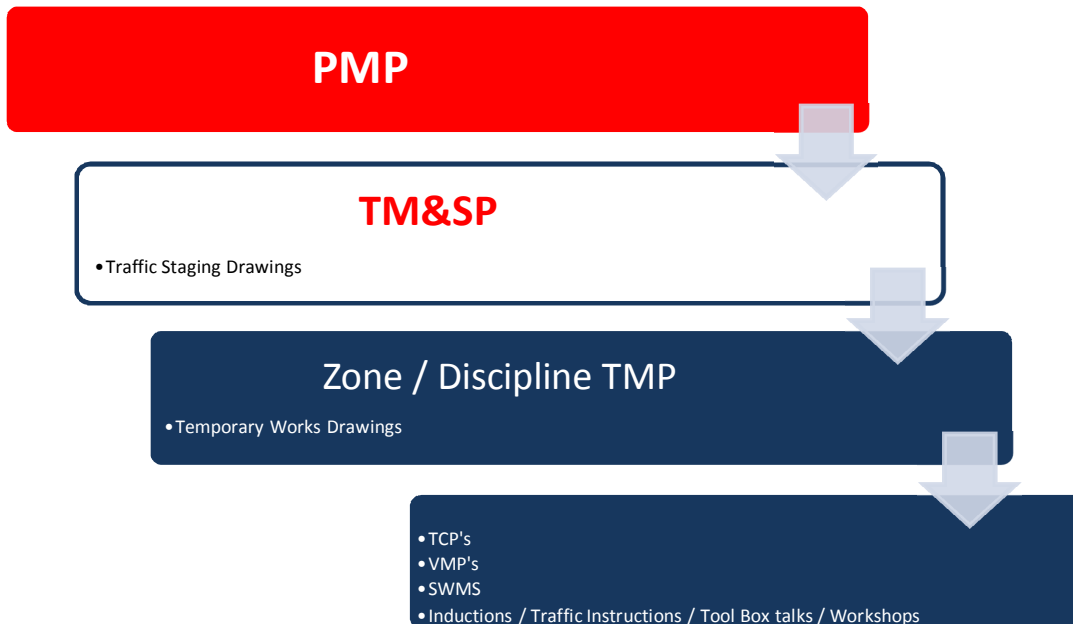 PMP
TM&SP
•Traffic Staging Drawings
Zone / Discipline TMP
•Temporary Works Drawings
•TCP's
•VMP's
•SWMS
•Inductions / Traffic Instructions / Tool Box talks / Workshops